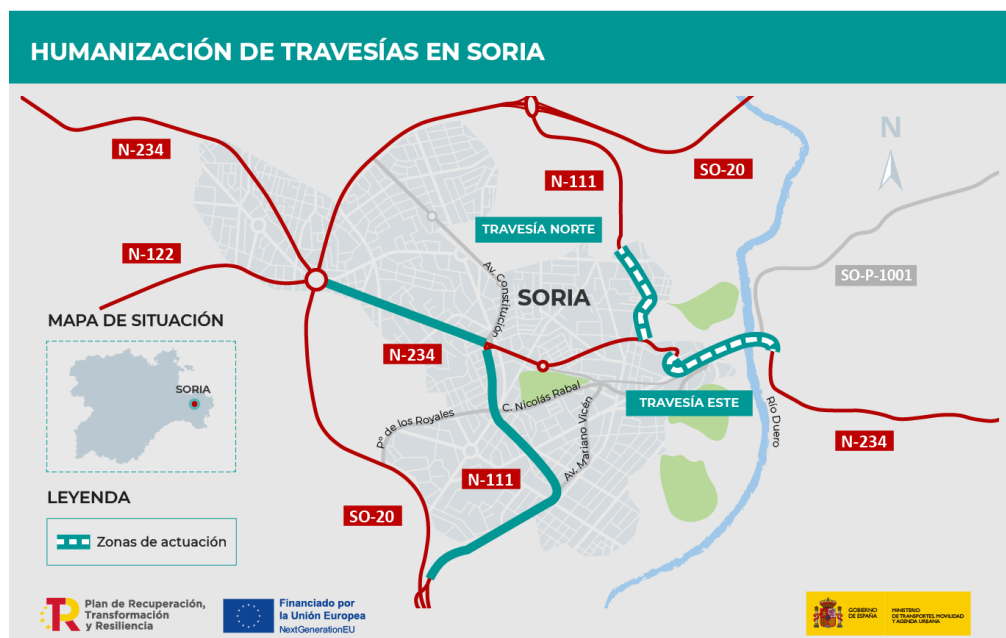 HUMANIZACIÓN DE TRAVESÍAS EN SORIA
N-234
N-111
SO-20
N
TRAVESÍA NORTE
N-122
Av. Constitución
SORIA
SO-P-1001
MAPA DE SITUACIÓN
N-234
SORIA
C. Nicolás Rabal
TRAVESÍA ESTE
Pº de los Royales
Av. Mariano Vicén
Río Duero
N-234
N-111
LEYENDA
SO-20
Zonas de actuación
Plan de Recuperación,
Transformación
y Resiliencia
Financiado por
la Unión Europea
NextGenerationEU
GOBIERNO
DE ESPAÑA
MINISTERIO
DE TRANSPORTES, MOVILIDAD
Y AGENDA URBANA